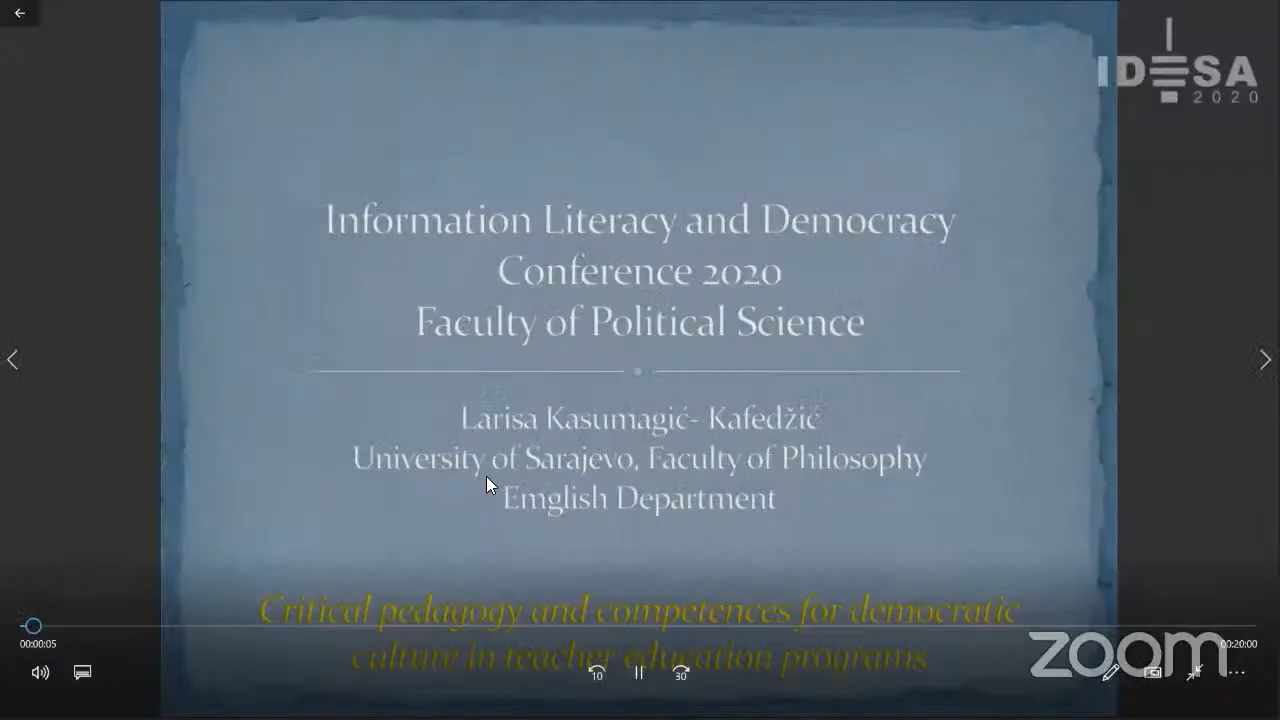 IDESA
2020
Information Literacy and Democracy
Conference 2020
Faculty of Political Science
Larisa Kasumagić- Kafedžić
University of Sarajevo, Faculty of Philosophy
Emglish Department
Critical pedagogy and competences for democratic
culture in teacher education programs
00:00:05
00:20:00
zoom
10
30